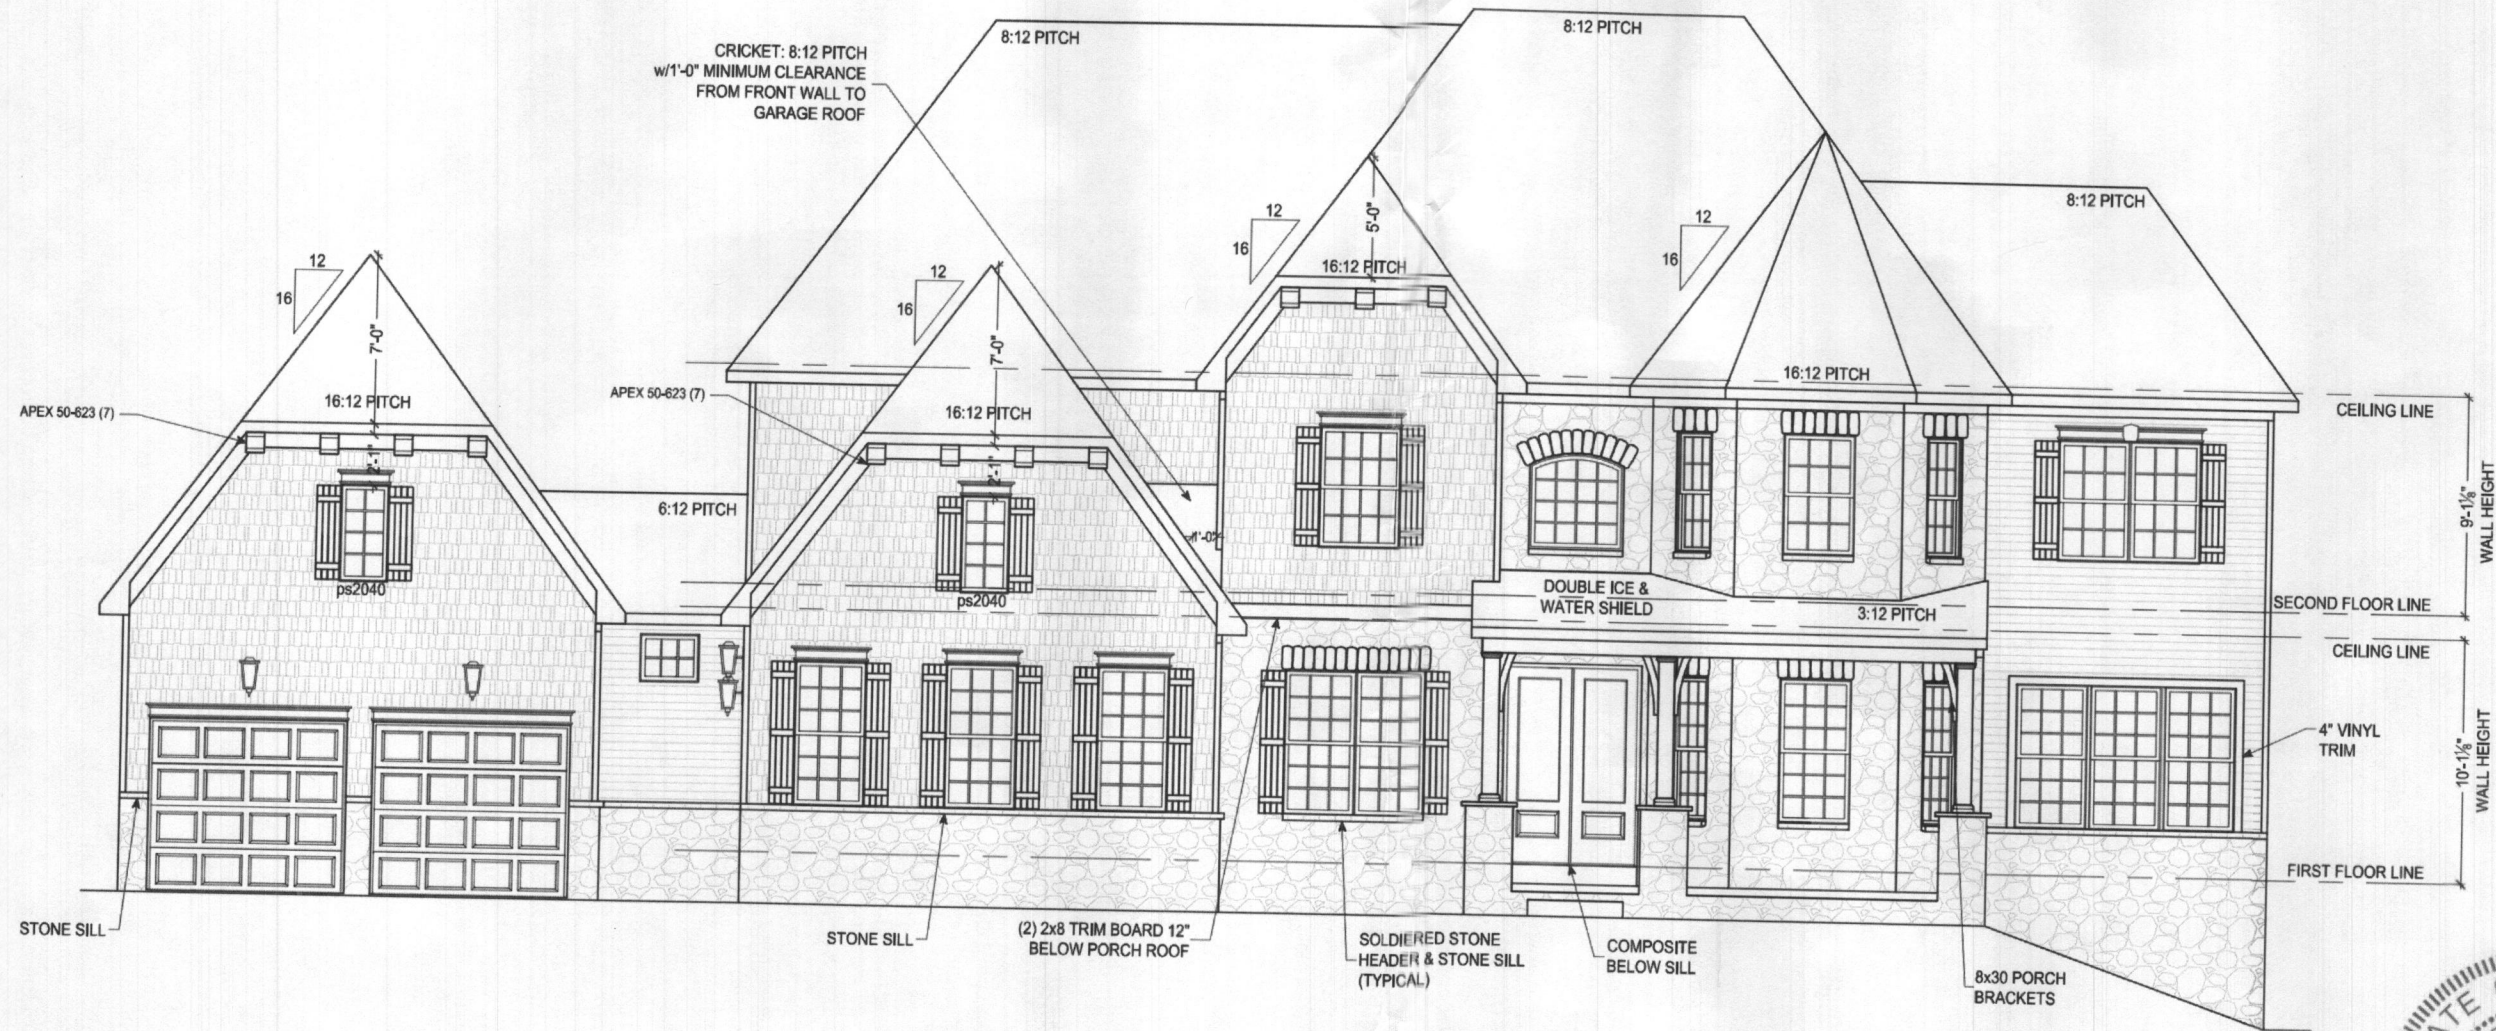 8:12 PITCH
8:12 PITCH
CRICKET: 8:12 PITCH
w/1'-0" MINIMUM CLEARANCE
FROM FRONT WALL TO
GARAGE ROOF
8:12 PITCH
12
16
5'-0"
16:12 PITCH
12
16
16:12 PITCH
12
16
7'-0"
16:12 PITCH
2'-1"
12
16
7'-0"
16:12 PITCH
2'-1"
APEX 50-623 (7)
APEX 50-623 (7)
CEILING LINE
6:12 PITCH
1'-0"
9'-1⅛"
WALL HEIGHT
ps2040
ps2040
DOUBLE ICE &
WATER SHIELD
3:12 PITCH
SECOND FLOOR LINE
CEILING LINE
4" VINYL
TRIM
10'-1⅛"
WALL HEIGHT
FIRST FLOOR LINE
STONE SILL
STONE SILL
(2) 2x8 TRIM BOARD 12"
BELOW PORCH ROOF
SOLDIERED STONE
HEADER & STONE SILL
(TYPICAL)
COMPOSITE
BELOW SILL
8x30 PORCH
BRACKETS